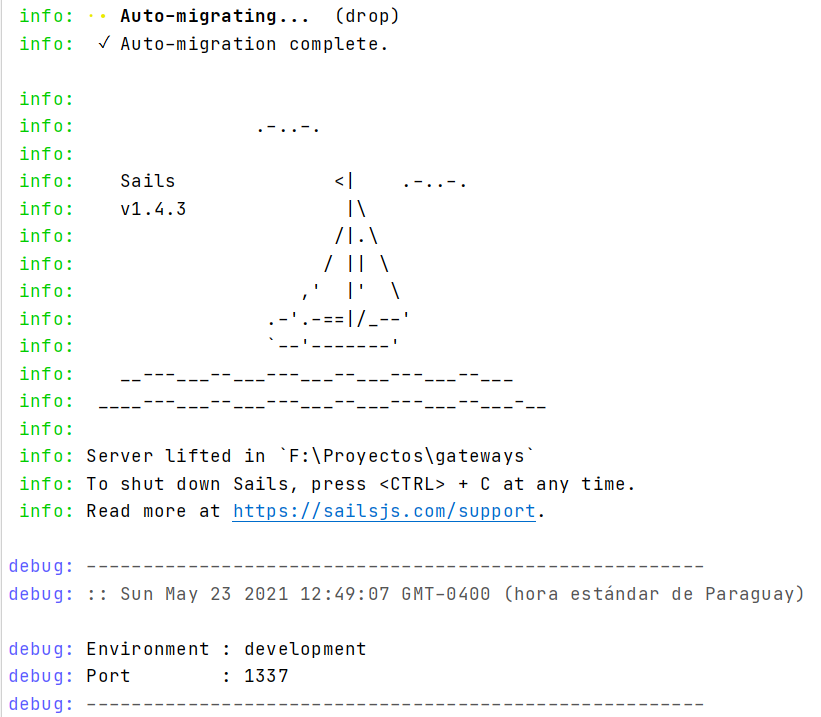 info: ·· Auto-migrating...  (drop)
info:  ✓ Auto-migration complete.
info:
info:                .-..-.
info:
info:    Sails              <|    .-..-.
info:    v1.4.3              |\
info:                       /|.\
info:                      / || \
info:                    ,'  |'  \
info:                 .-'.-==|/_--'
info:                 `--'-------'
info:    __---___--___---___--___---___--___
info:  ____---___--___---___--___---___--___-__
info:
info: Server lifted in `F:\Proyectos\gateways`
info: To shut down Sails, press <CTRL> + C at any time.
info: Read more at https://sailsjs.com/support.
debug: -------------------------------------------------------
debug: :: Sun May 23 2021 12:49:07 GMT-0400 (hora estándar de Paraguay)
debug: Environment : development
debug: Port        : 1337
debug: -------------------------------------------------------